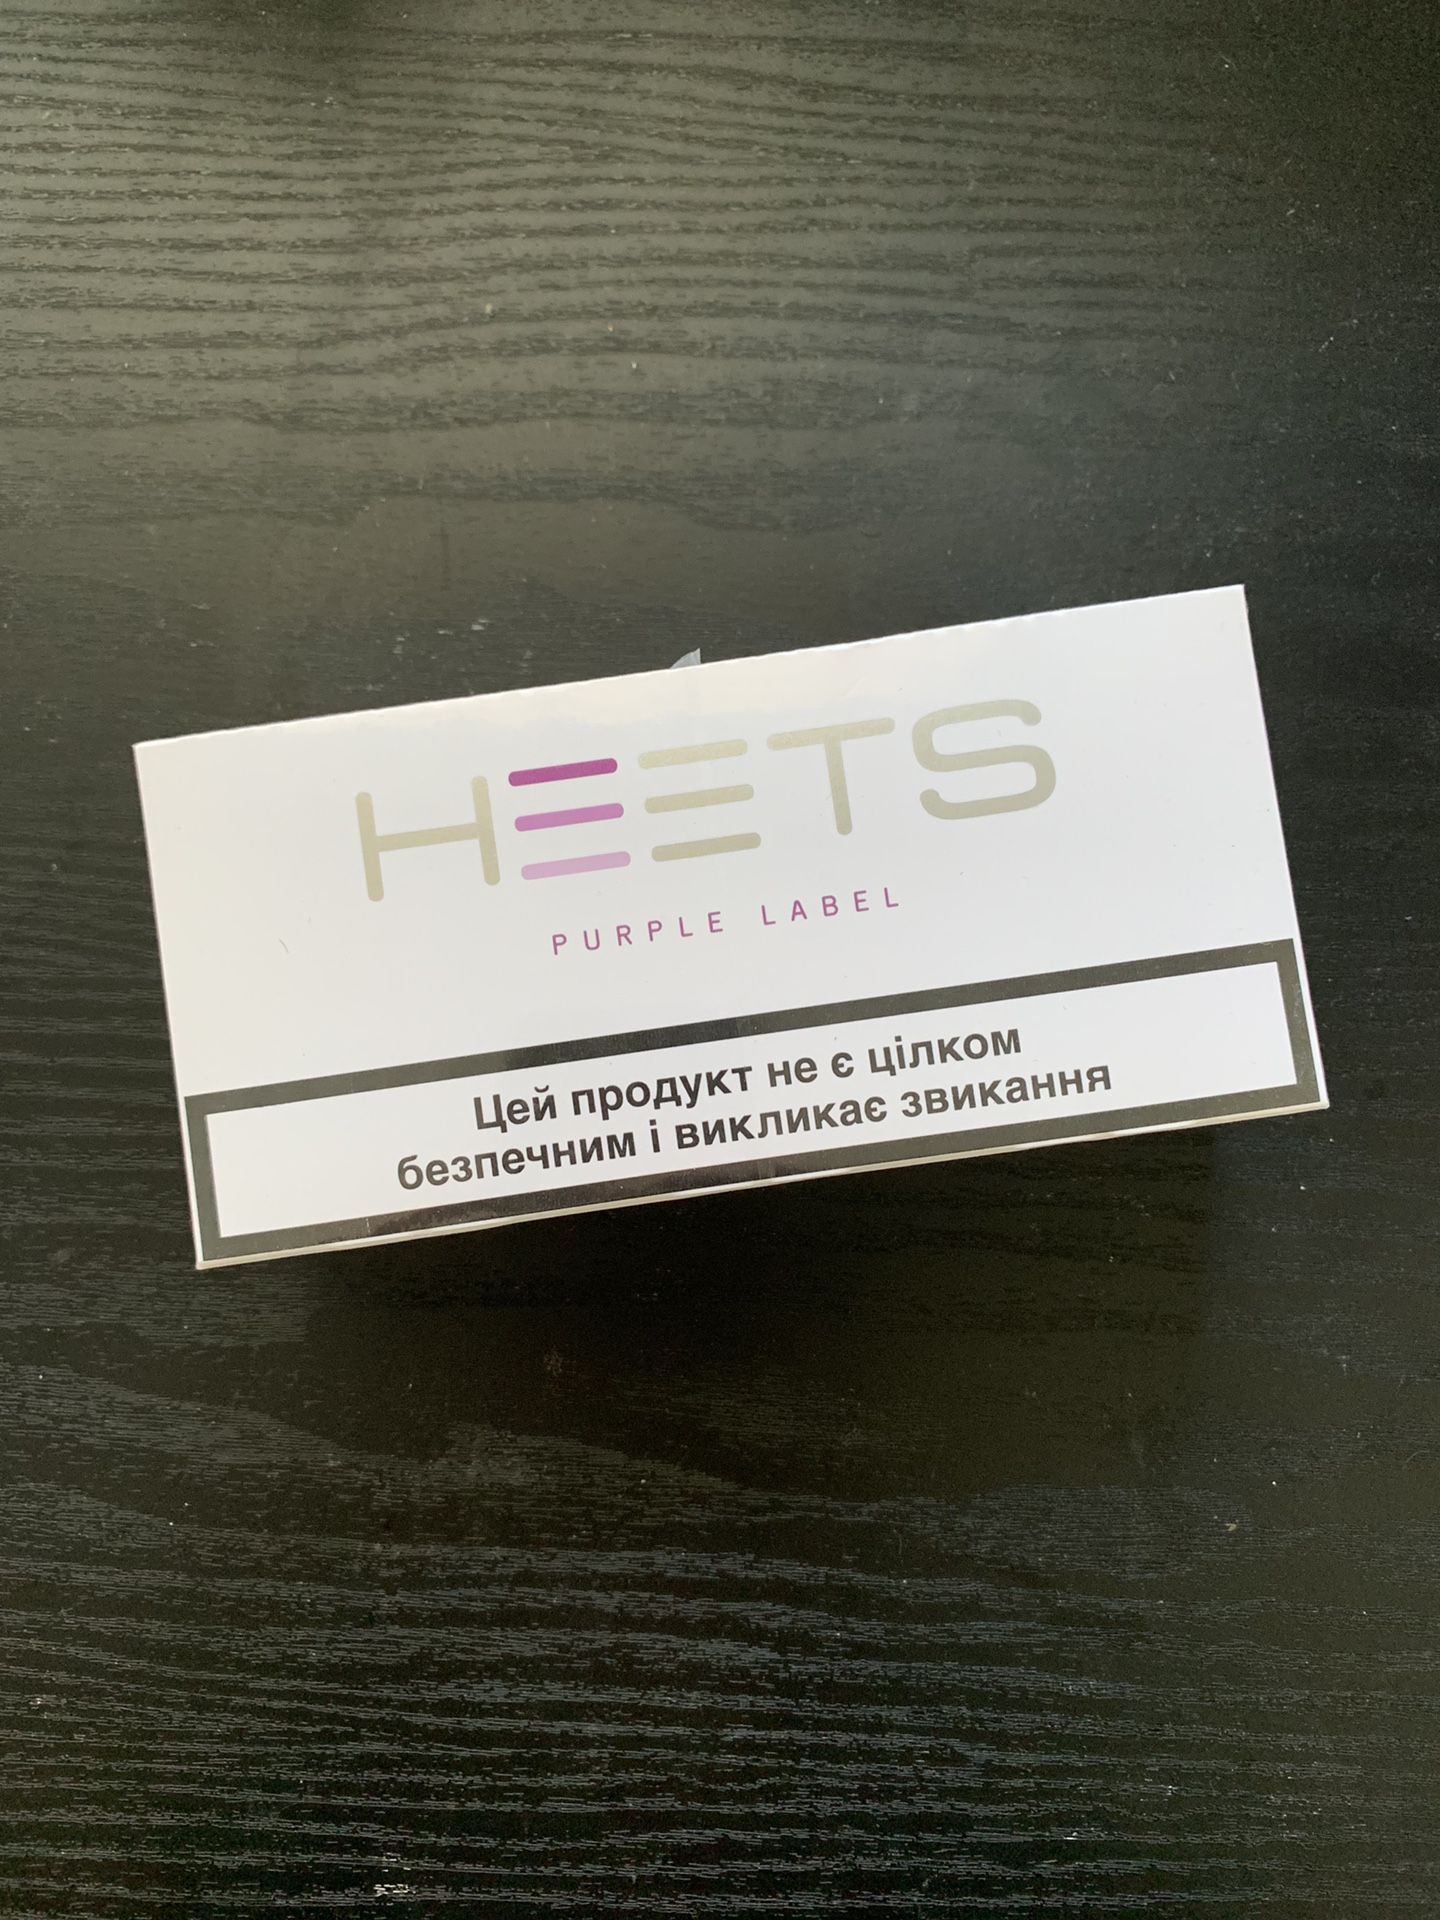 HEETS
PURPLE LABEL
Цей продукт не є цілком
безпечним і викликає звикання